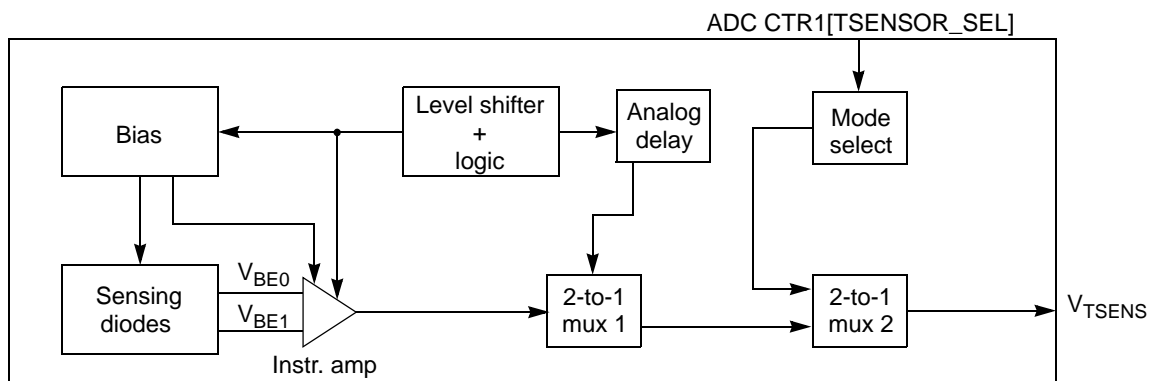 ADC CTR1[TSENSOR_SEL]
Bias
Level shifter
+
logic
Analog
delay
Mode
select
Sensing
diodes
VBE0
VBE1
Instr. amp
2-to-1
mux 1
2-to-1
mux 2
VTSENS